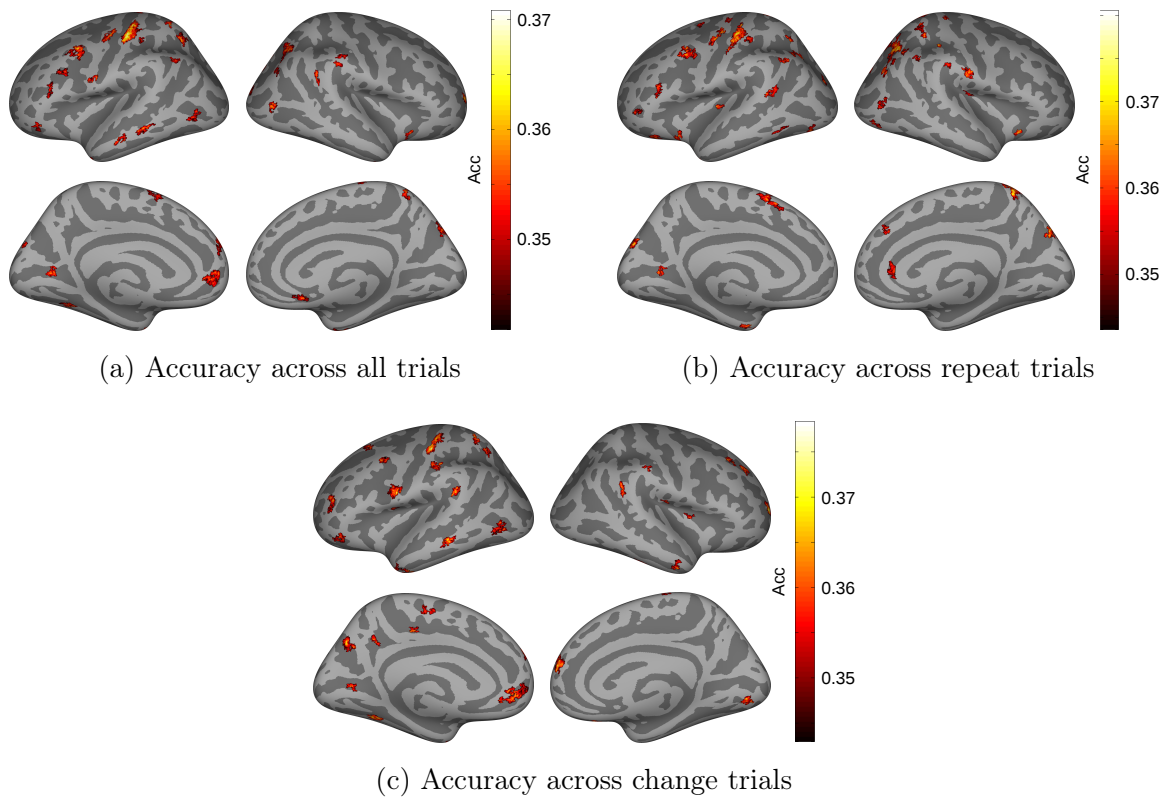 0.37
0.36
0.35
Acc
(a) Accuracy across all trials
0.37
0.36
0.35
Acc
(b) Accuracy across repeat trials
0.37
0.36
0.35
Acc
(c) Accuracy across change trials